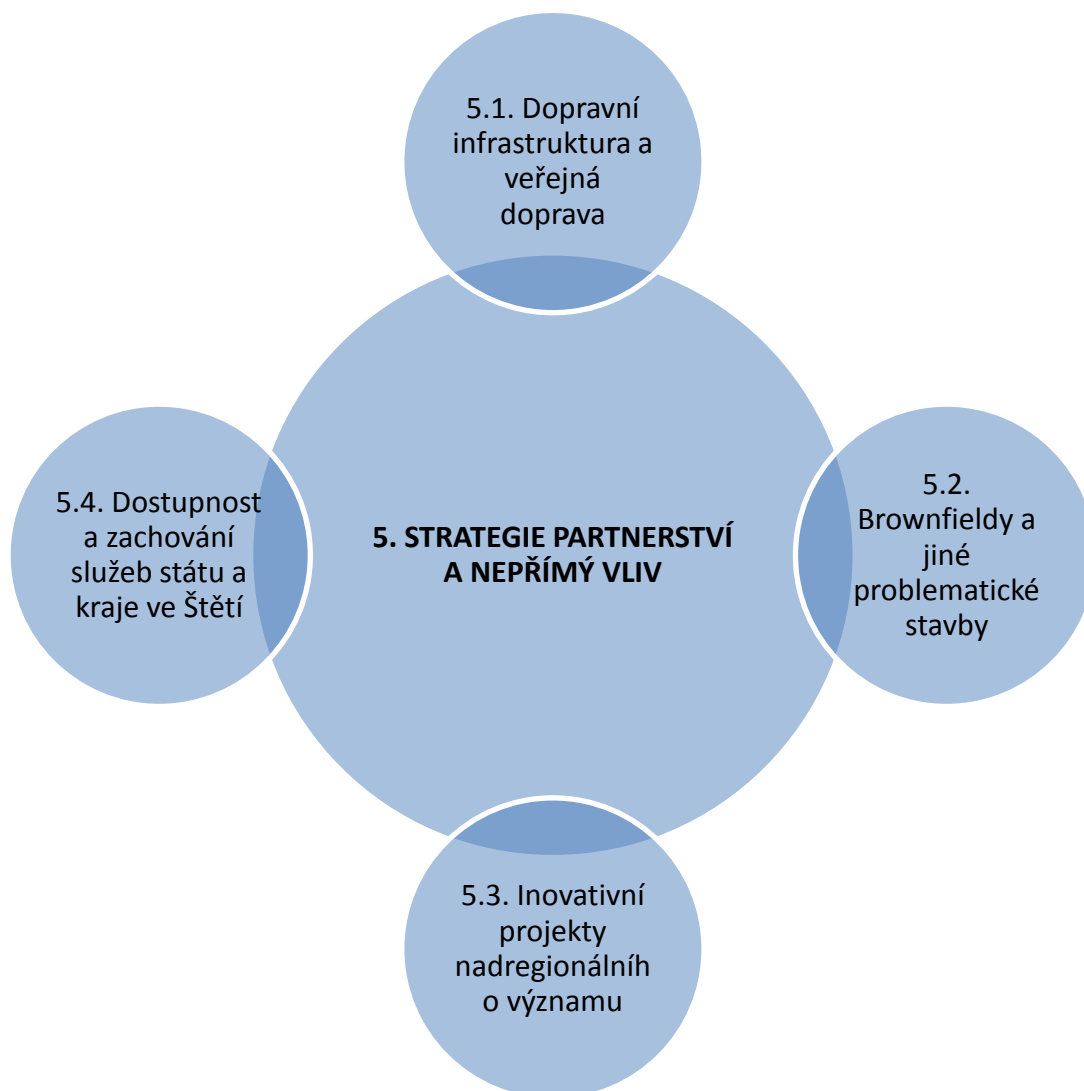 5.1. Dopravní
infrastruktura a
veřejná
doprava
5.4. Dostupnost
a zachování
služeb státu a
kraje ve Štětí
5. STRATEGIE PARTNERSTVÍ
A NEPŘÍMÝ VLIV
5.2.
Brownfieldy a
jiné
problematické
stavby
5.3. Inovativní
projekty
nadregionálníh
o významu